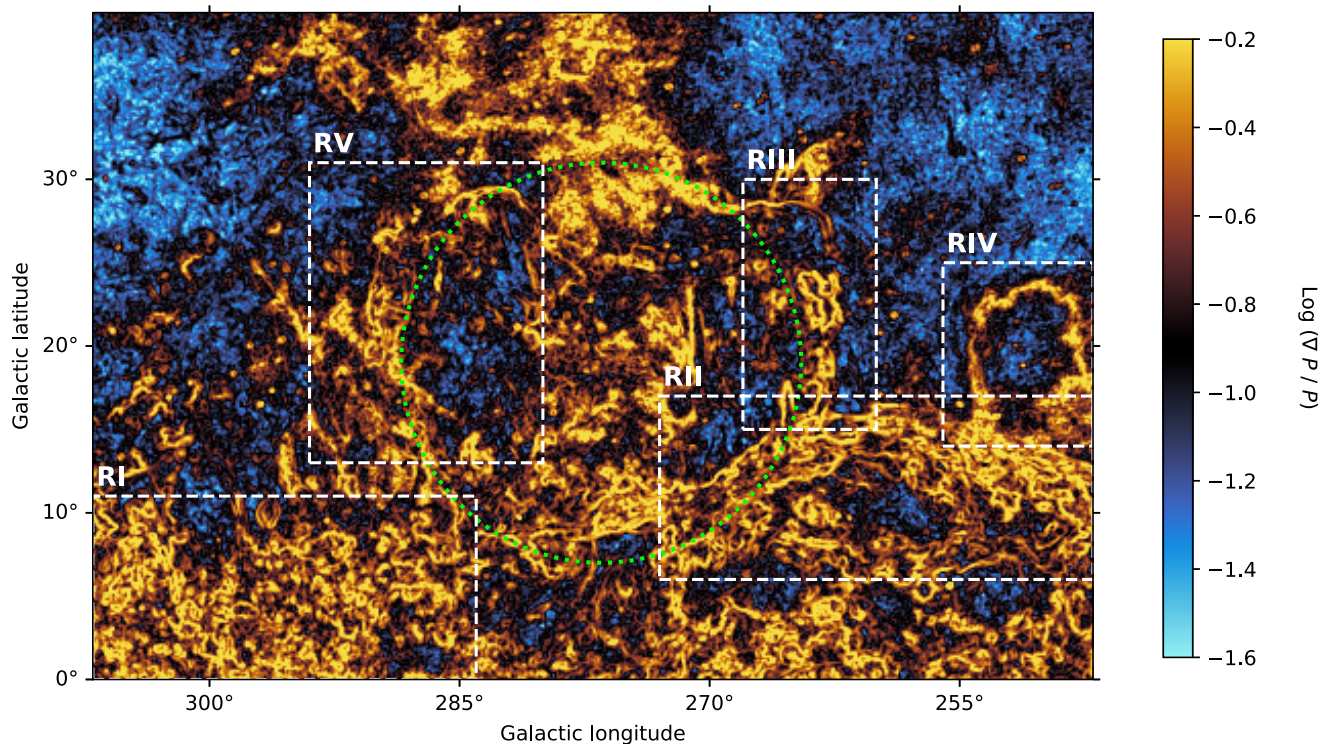 RV
RIII
RIV
RII
RI
30°
20°
10°
0°
Galactic latitude
300°
285°
270°
255°
Galactic longitude
−0.2
−0.4
−0.6
−0.8
−1.0
−1.2
−1.4
−1.6
Log (∇ P / P)